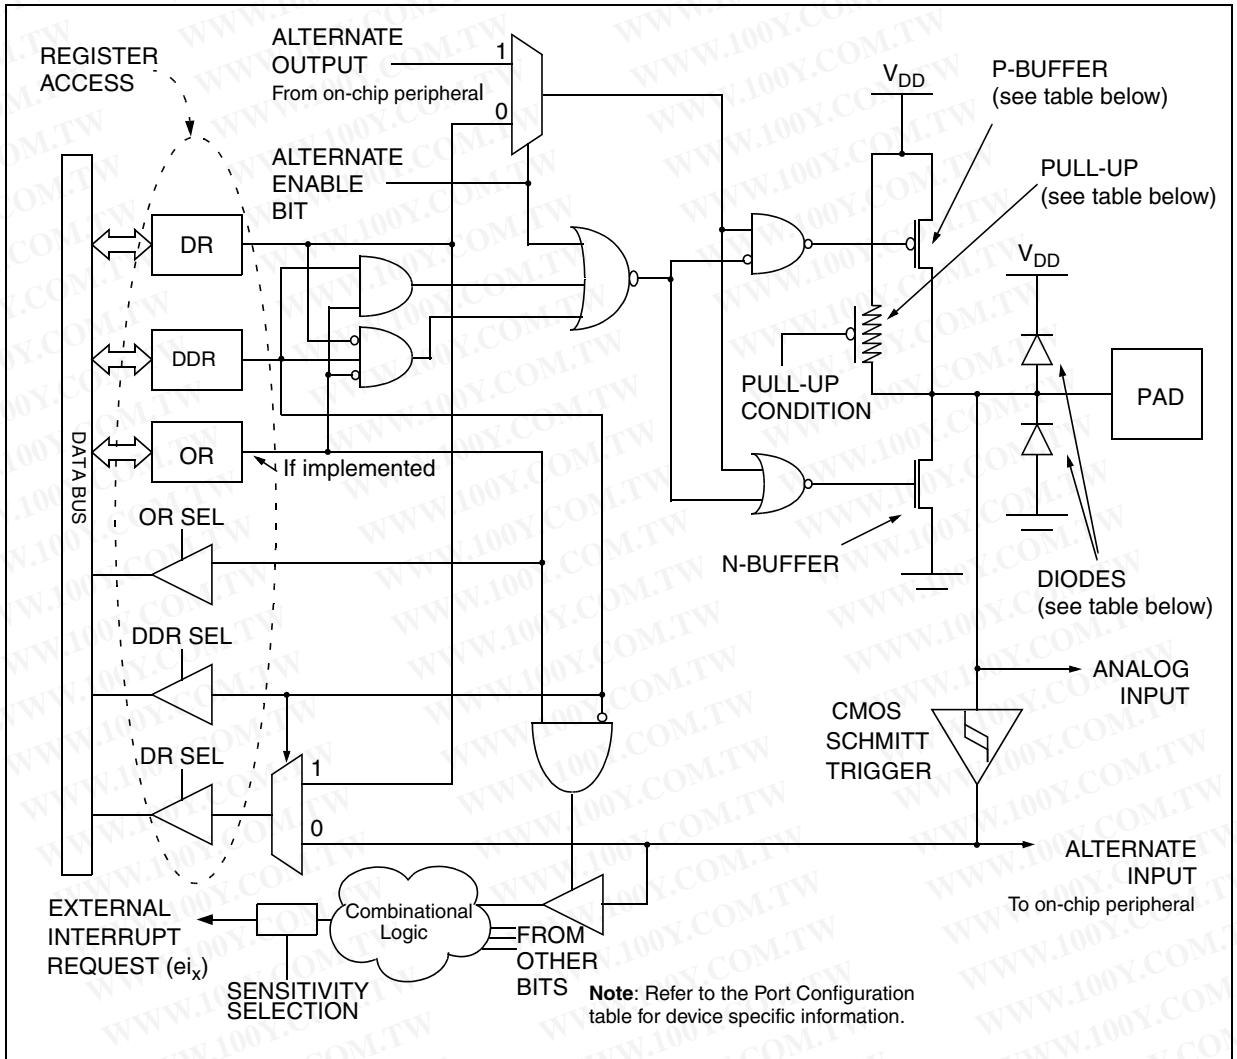 REGISTER
ACCESS
ALTERNATE
OUTPUT
From on-chip peripheral
1
0
ALTERNATE
ENABLE
BIT
VDD
P-BUFFER
(see table below)
PULL-UP
(see table below)
DR
DDR
OR
If implemented
DATA BUS
VDD
PULL-UP
CONDITION
PAD
OR SEL
DDR SEL
DR SEL
1
0
N-BUFFER
DIODES
(see table below)
ANALOG
INPUT
CMOS
SCHMITT
TRIGGER
ALTERNATE
INPUT
To on-chip peripheral
EXTERNAL
INTERRUPT
REQUEST (eix)
Combinational
Logic
SENSITIVITY
SELECTION
FROM
OTHER
BITS
Note: Refer to the Port Configuration
table for device specific information.
WWW.100Y.COM.TW